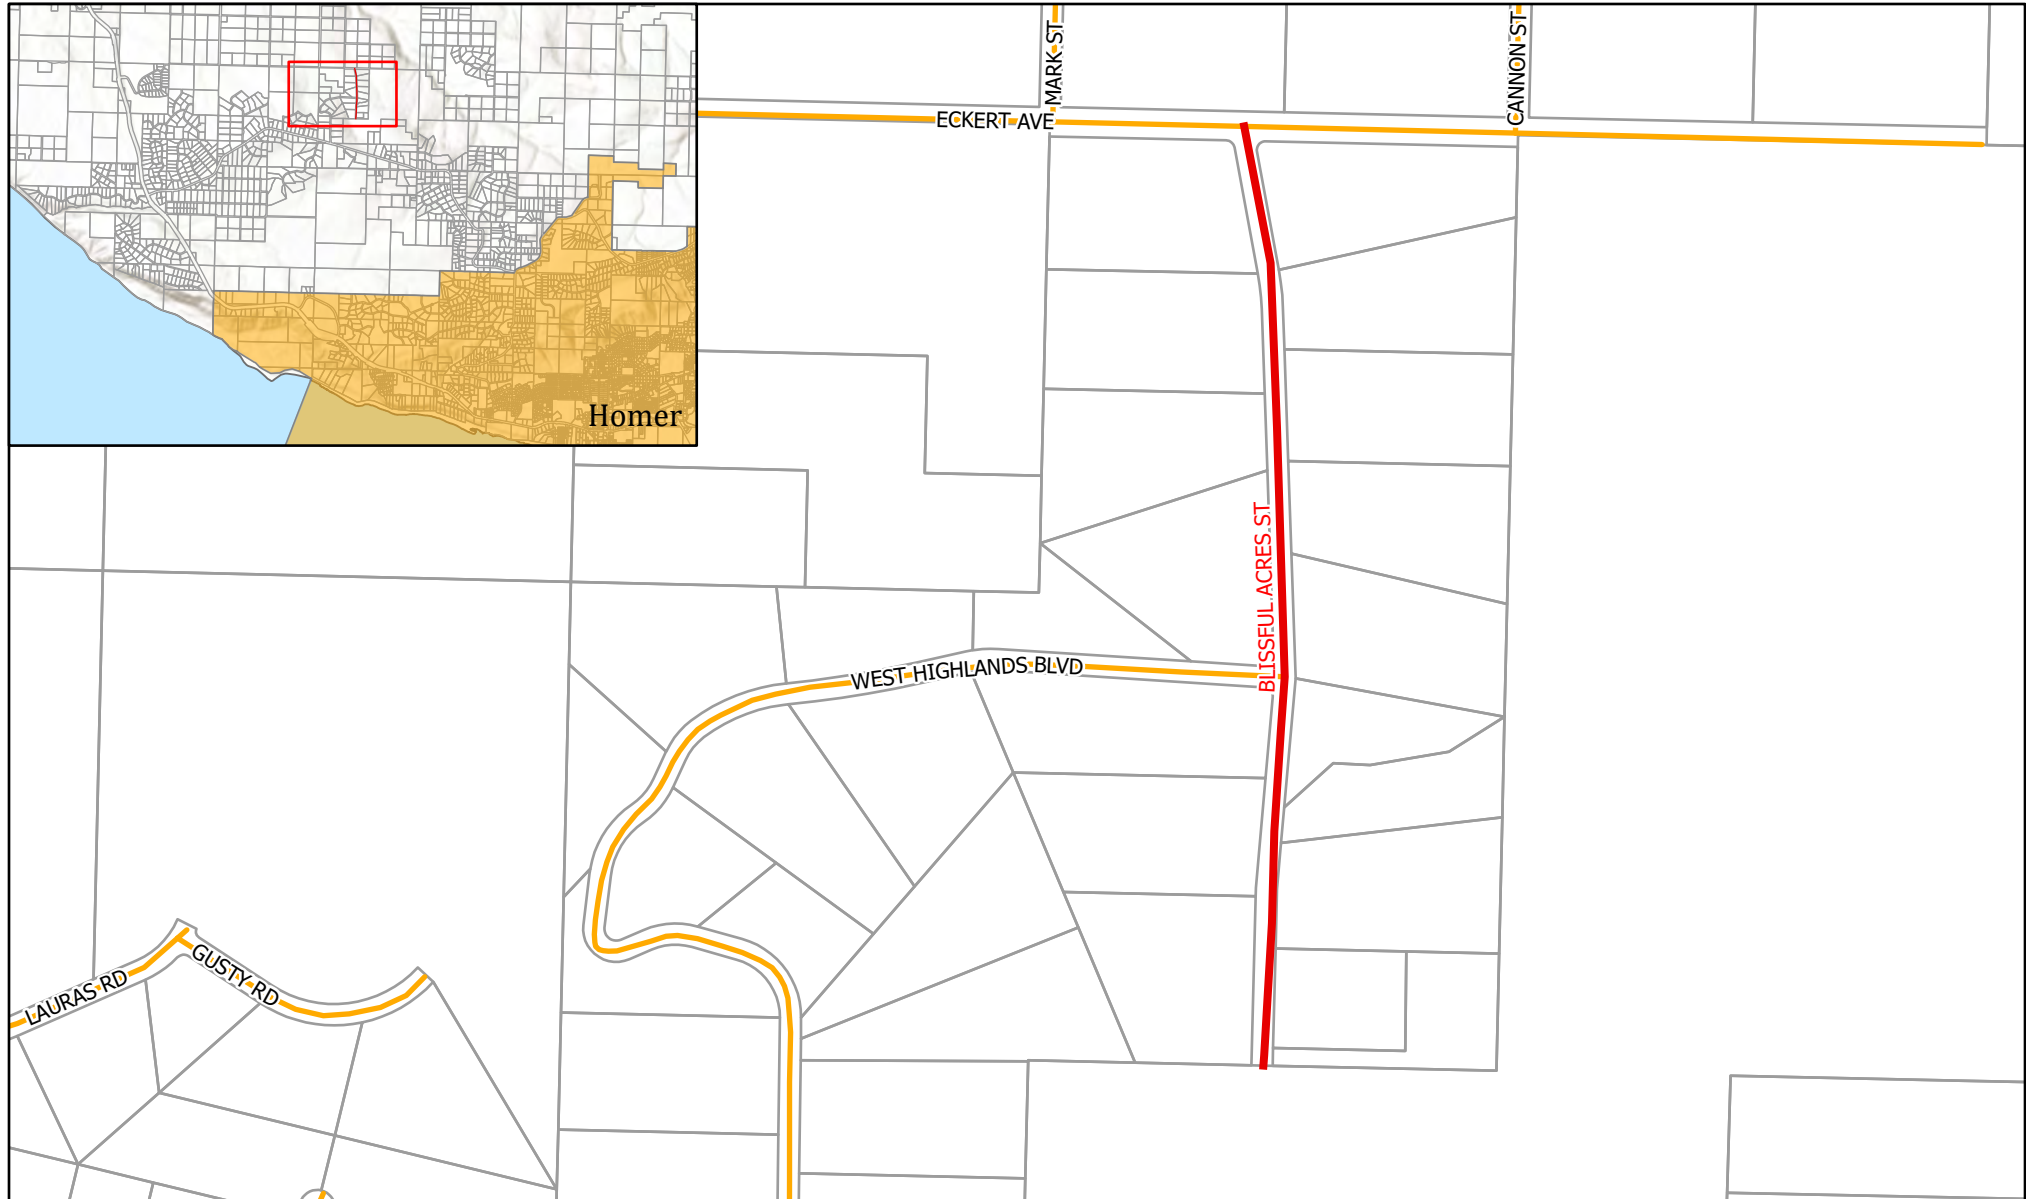 MARK ST
CANNON ST
ECKERT AVE
Homer
BLISSFUL ACRES ST
WEST HIGHLANDS BLVD
GUSTY RD
LAURAS RD